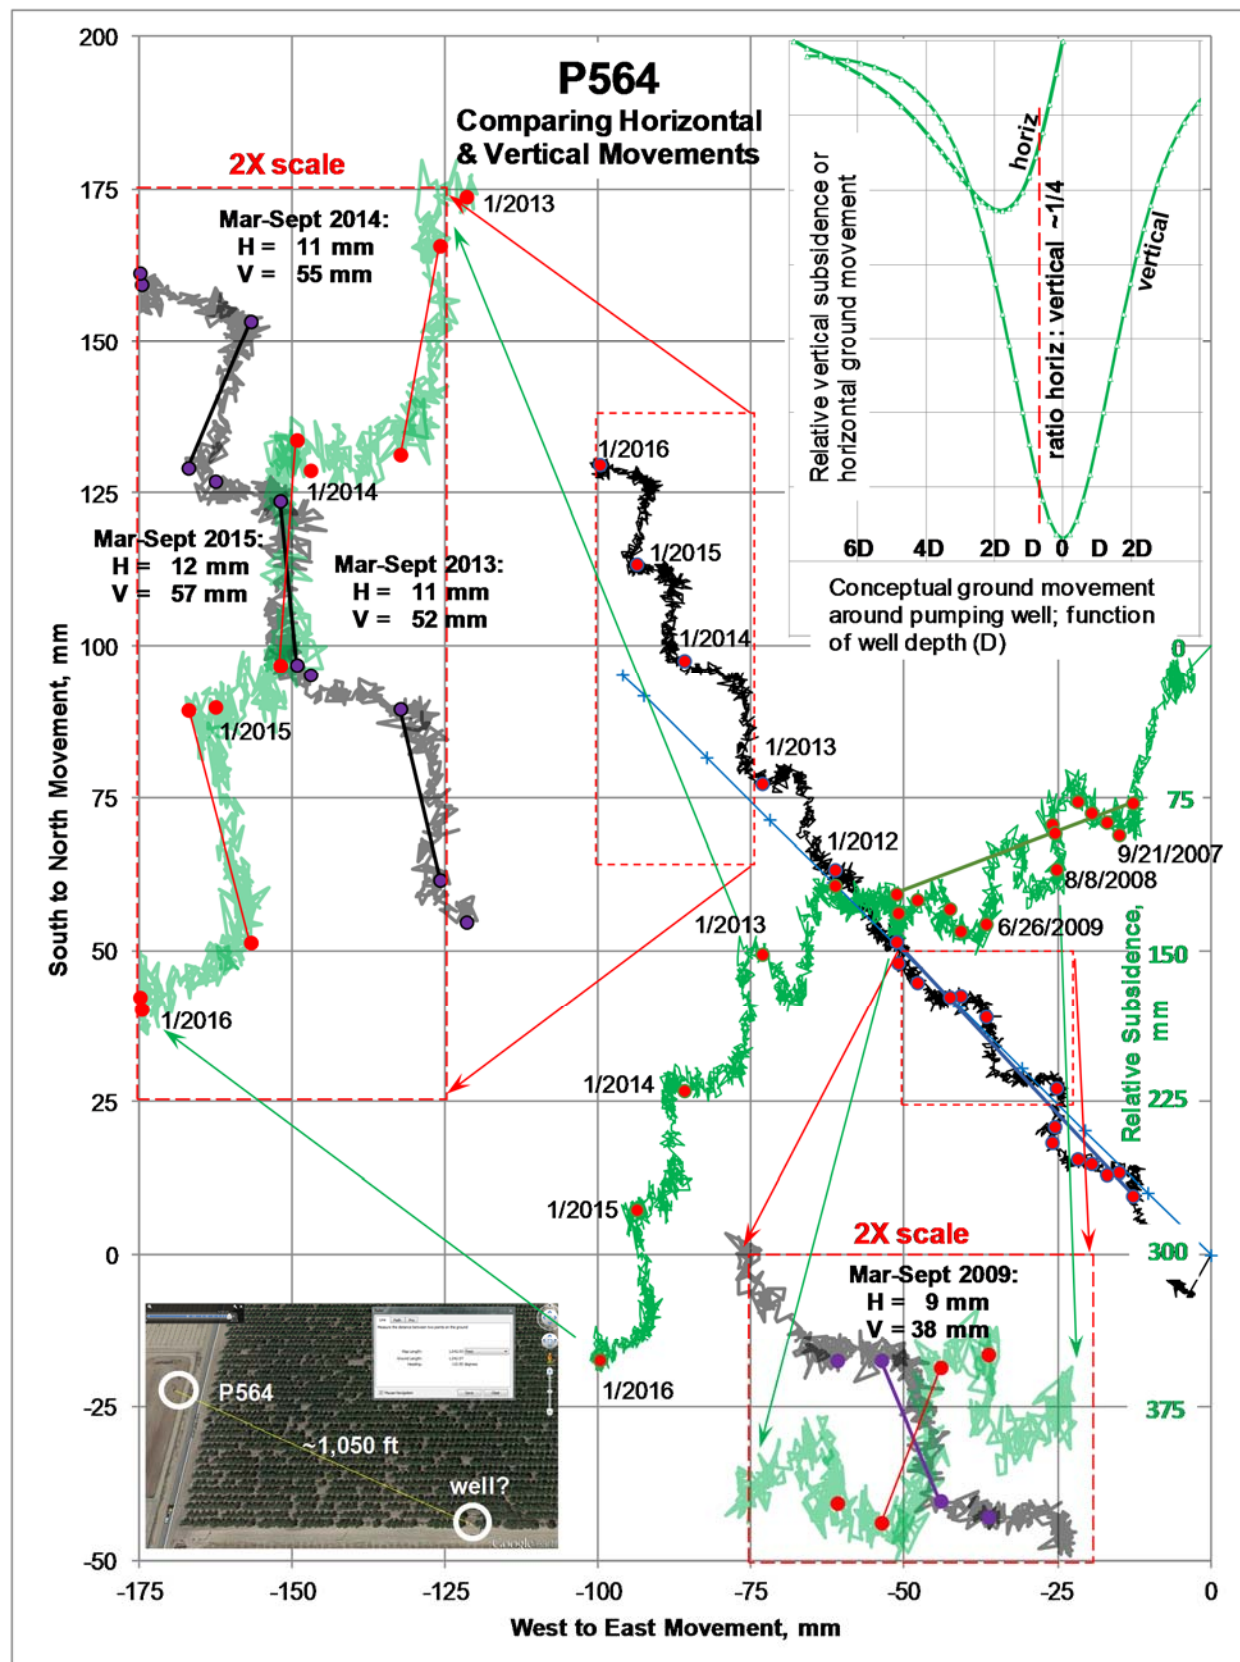 P564
Comparing Horizontal
& Vertical Movements
200
175
150
125
100
75
50
25
0
-25
-50
South to North Movement, mm
-175
-150
-125
-100
-75
-50
-25
0
West to East Movement, mm
2X scale
Mar-Sept 2014:
H = 11 mm
V = 55 mm
1/2013
1/2014
Mar-Sept 2015:
H = 12 mm
V = 57 mm
Mar-Sept 2013:
H = 11 mm
V = 52 mm
1/2015
1/2016
1/2016
1/2015
1/2014
1/2013
1/2012
1/2013
1/2014
1/2015
1/2016
9/21/2007
8/8/2008
6/26/2009
Relative vertical subsidence or
horizontal ground movement
horiz
vertical
ratio horiz : vertical ~1/4
6D 4D 2D D 0 D 2D
Conceptual ground movement
around pumping well; function
of well depth (D)
0
75
150
225
300
375
Relative Subsidence,
mm
2X scale
Mar-Sept 2009:
H = 9 mm
V = 38 mm
P564
~1,050 ft
well?
Google